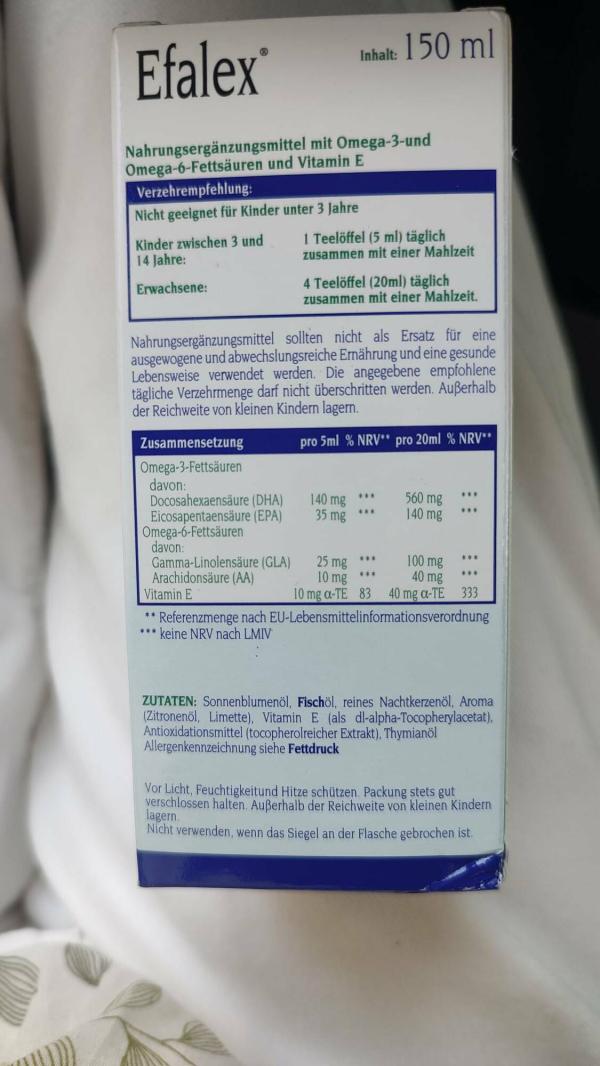 Efalex®
Inhalt: 150 ml
Nahrungsergänzungsmittel mit Omega-3-und
Omega-6-Fettsäuren und Vitamin E
Verzehrempfehlung:
Nicht geeignet für Kinder unter 3 Jahre
Kinder zwischen 3 und 1 Teelöffel (5 ml) täglich
14 Jahre: zusammen mit einer Mahlzeit
Erwachsene: 4 Teelöffel (20ml) täglich
zusammen mit einer Mahlzeit.
Nahrungsergänzungsmittel sollten nicht als Ersatz für eine
ausgewogene und abwechslungsreiche Ernährung und eine gesunde
Lebensweise verwendet werden. Die angegebene empfohlene
tägliche Verzehrmenge darf nicht überschritten werden. Außerhalb
der Reichweite von kleinen Kindern lagern.
Zusammensetzung pro 5ml % NRV** pro 20ml % NRV**
Omega-3-Fettsäuren
davon:
Docosahexaensäure (DHA) 140 mg *** 560 mg ***
Eicosapentaensäure (EPA) 35 mg *** 140 mg ***
Omega-6-Fettsäuren
davon:
Gamma-Linolensäure (GLA) 25 mg *** 100 mg ***
Arachidonsäure (AA) 10 mg *** 40 mg ***
Vitamin E 10 mg α-TE 83 40 mg α-TE 333
** Referenzmenge nach EU-Lebensmittelinformationsverordnung
*** keine NRV nach LMIV
ZUTATEN: Sonnenblumenöl, Fischöl, reines Nachtkerzenöl, Aroma
(Zitronenöl, Limette), Vitamin E (als dl-alpha-Tocopherylacetat),
Antioxidationsmittel (tocopherolreicher Extrakt), Thymianöl
Allergenkennzeichnung siehe Fettdruck
Vor Licht, Feuchtigkeitund Hitze schützen. Packung stets gut
verschlossen halten. Außerhalb der Reichweite von kleinen Kindern
lagern.
Nicht verwenden, wenn das Siegel an der Flasche gebrochen ist.